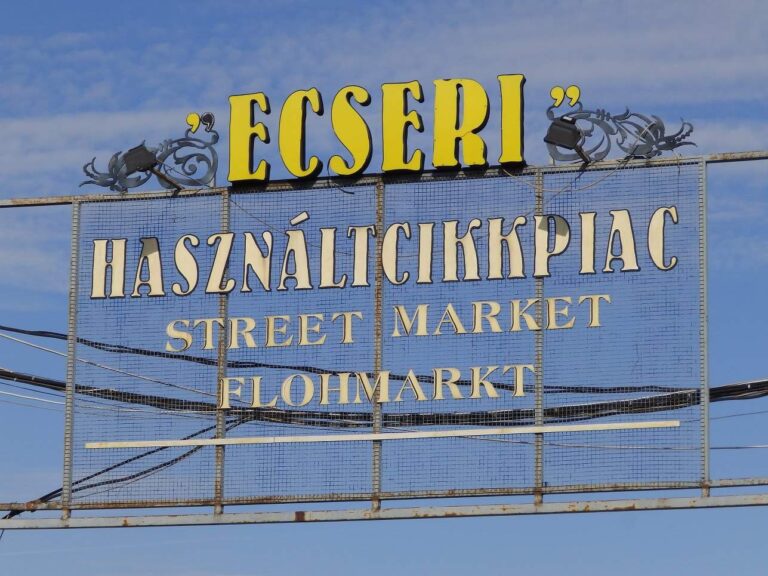 ”ECSERI”
HASZNÁLTCIKKPIAC
STREET MARKET
FLOHMARKT